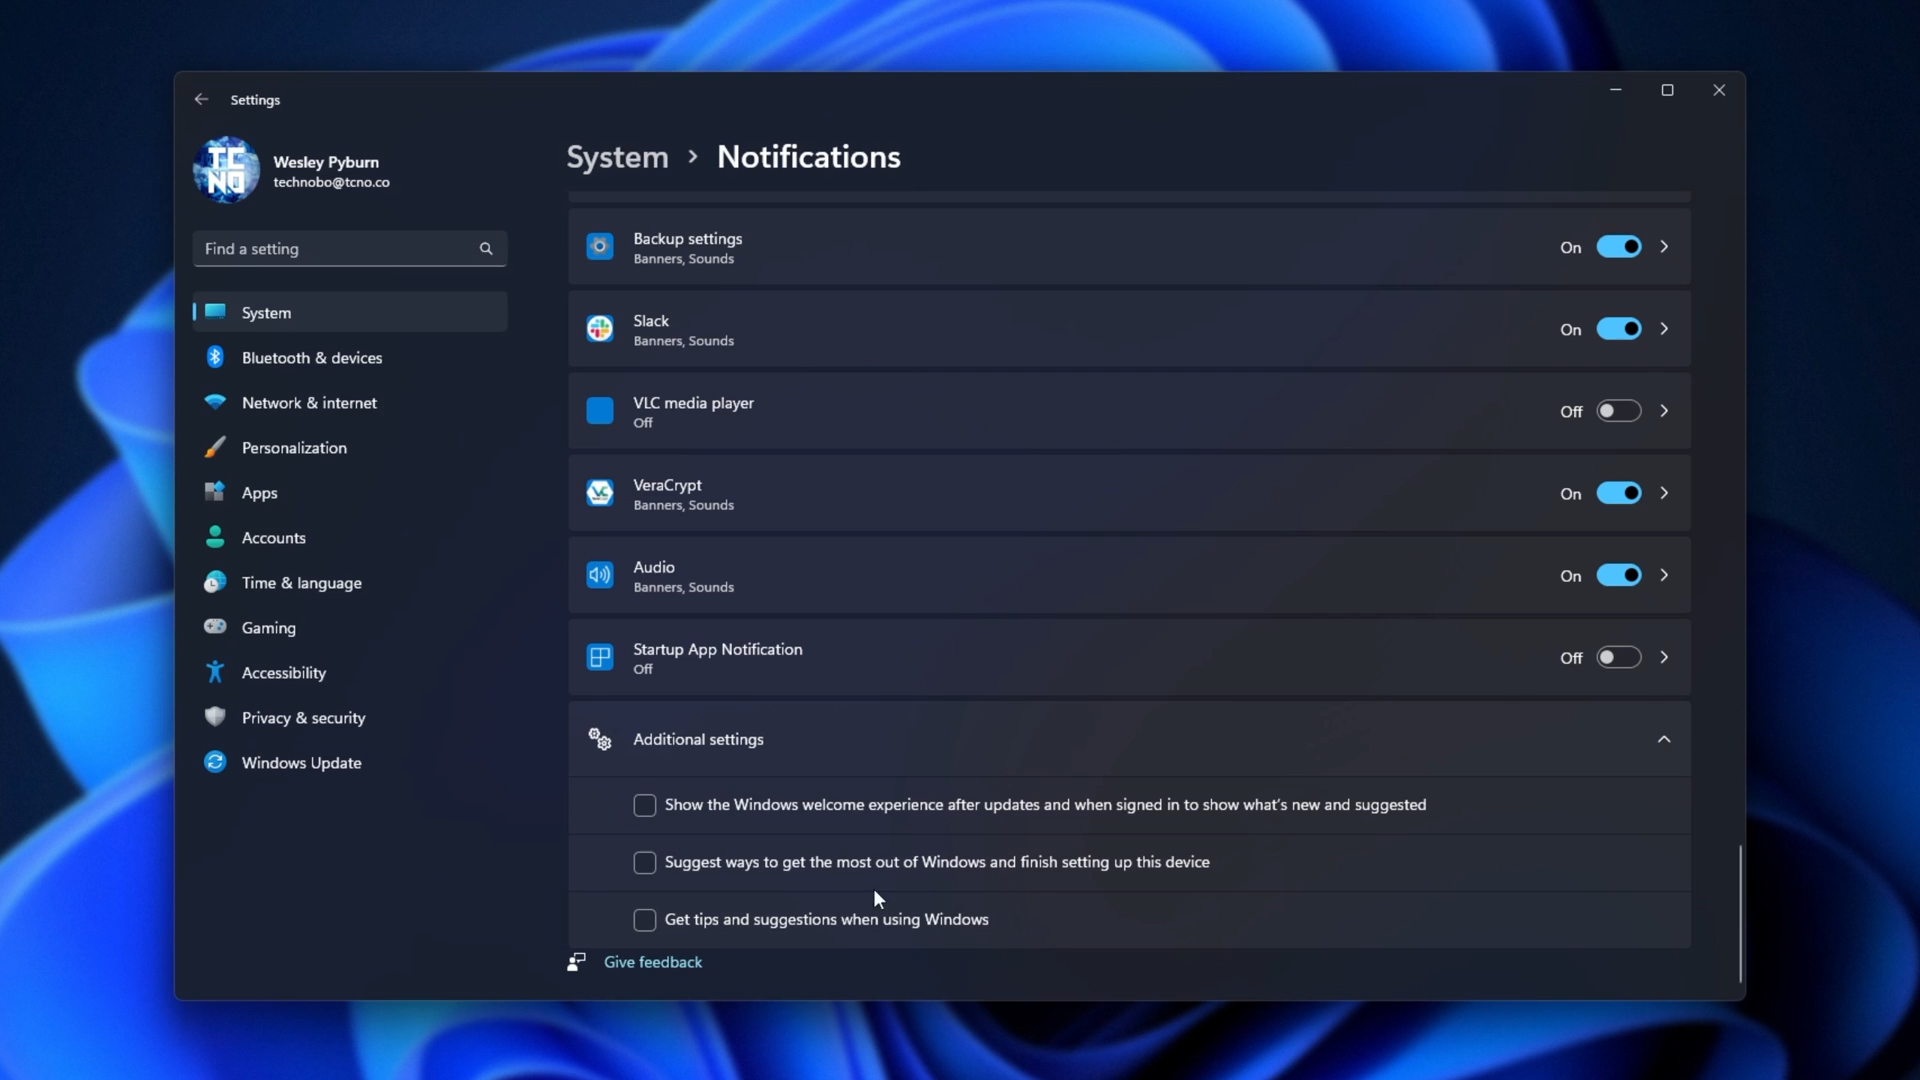 Settings
TC
NO
Wesley Pyburn
technobo@tcno.co
Find a setting
System
Bluetooth & devices
Network & internet
Personalization
Apps
Accounts
Time & language
Gaming
Accessibility
Privacy & security
Windows Update
System > Notifications
Backup settings
Banners, Sounds
On
Slack
Banners, Sounds
On
VLC media player
Off
Off
VeraCrypt
Banners, Sounds
On
Audio
Banners, Sounds
On
Startup App Notification
Off
Off
Additional settings
Show the Windows welcome experience after updates and when signed in to show what's new and suggested
Suggest ways to get the most out of Windows and finish setting up this device
Get tips and suggestions when using Windows
Give feedback